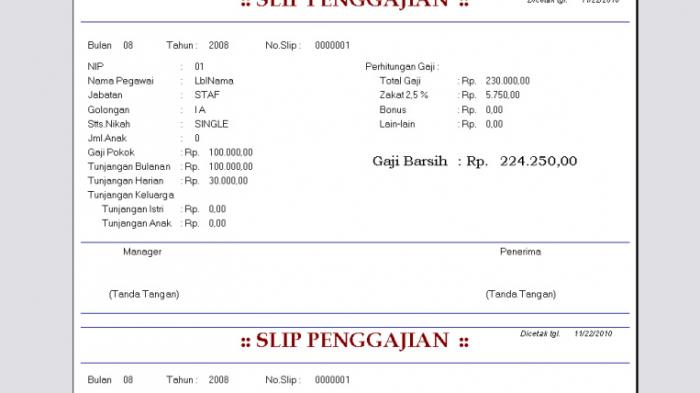 :: SLIP PENGGAJIAN :: Dicetak tgl. 11/22/2010
Bulan 08 Tahun : 2008 No.Slip : 0000001
NIP : 01 Perhitungan Gaji :
Nama Pegawai : LblNama Total Gaji : Rp. 230.000,00
Jabatan : STAF Zakat 2,5 % : Rp. 5.750,00
Golongan : I A Bonus : Rp. 0,00
Stts.Nikah : SINGLE Lain-lain : Rp. 0,00
Jml.Anak : 0
Gaji Pokok : Rp. 100.000,00
Gaji Barsih : Rp. 224.250,00
Tunjangan Bulanan : Rp. 100.000,00
Tunjangan Harian : Rp. 30.000,00
Tunjangan Keluarga
Tunjangan Istri : Rp. 0,00
Tunjangan Anak : Rp. 0,00
Manager Penerima
(Tanda Tangan) (Tanda Tangan)
:: SLIP PENGGAJIAN :: Dicetak tgl. 11/22/2010
Bulan 08 Tahun : 2008 No.Slip : 0000001